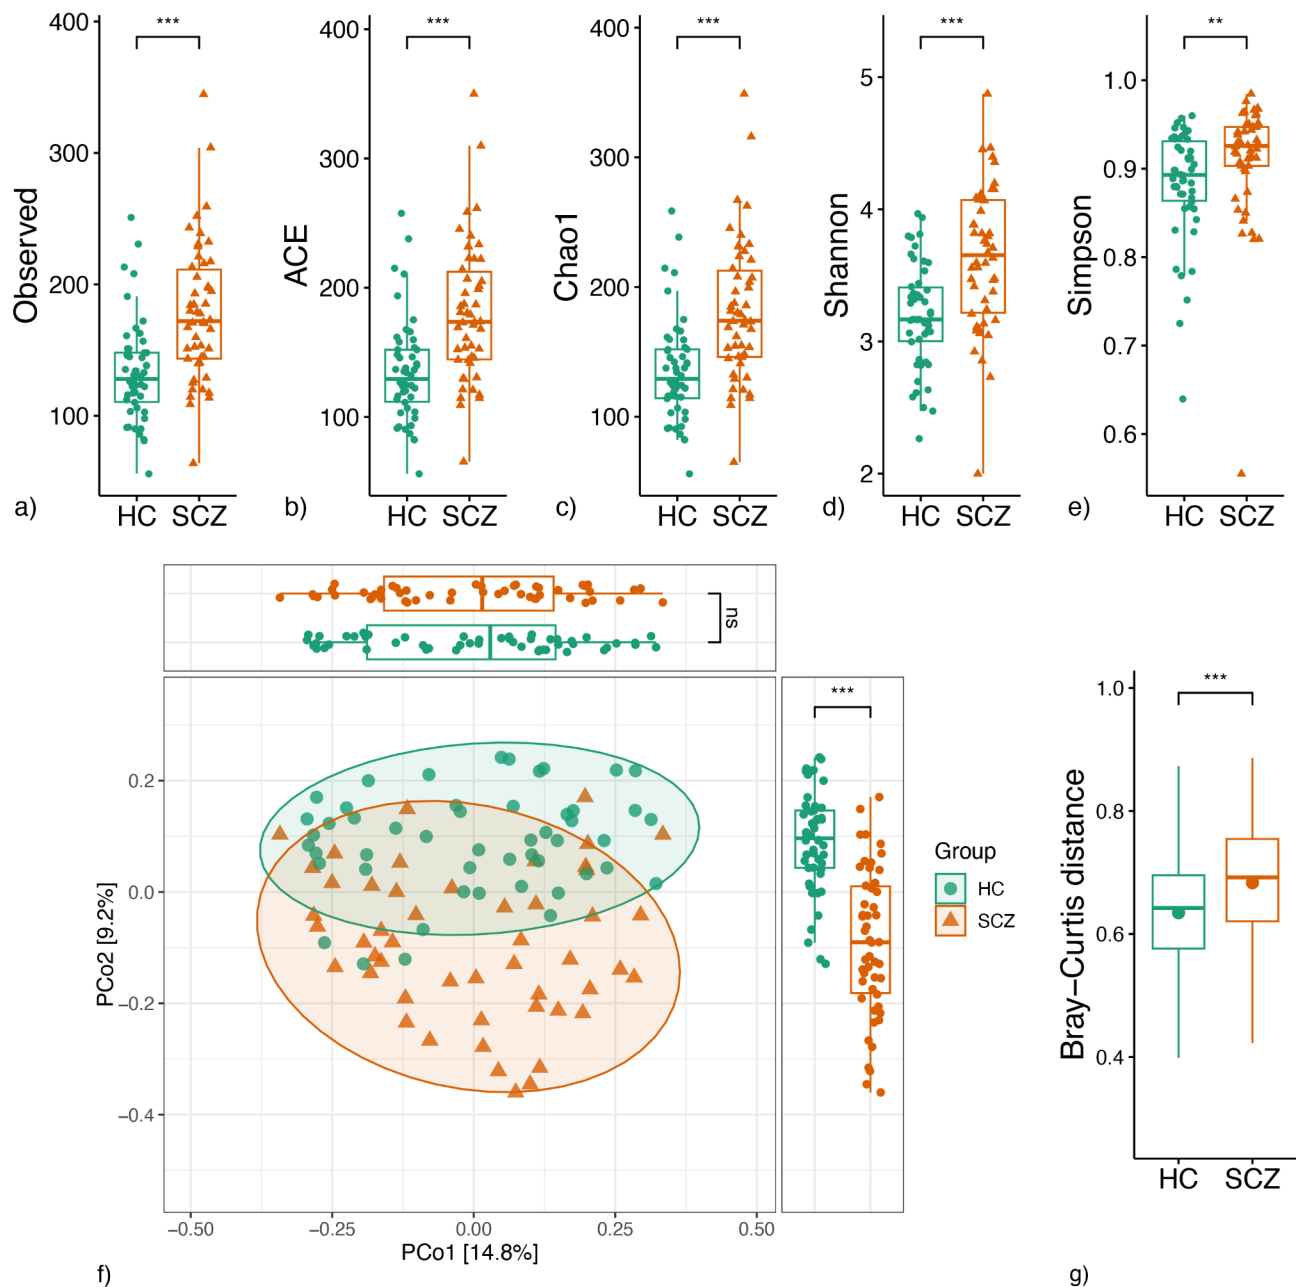 400
300
200
100
Observed
***
HC SCZ
a)
400
300
200
100
ACE
***
HC SCZ
b)
400
300
200
100
Chao1
***
HC SCZ
c)
5
4
3
2
Shannon
***
HC SCZ
d)
1.0
0.9
0.8
0.7
0.6
Simpson
**
HC SCZ
e)
ns
***
0.2
0.0
−0.2
−0.4
PCo2 [9.2%]
−0.50
−0.25
0.00
0.25
0.50
PCo1 [14.8%]
Group
HC
SCZ
f)
1.0
0.8
0.6
0.4
Bray−Curtis distance
***
HC SCZ
g)